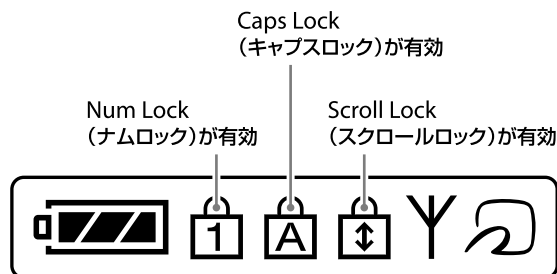 Caps Lock
（キャプスロック）が有効
Num Lock
（ナムロック）が有効
Scroll Lock
（スクロールロック）が有効
1
A